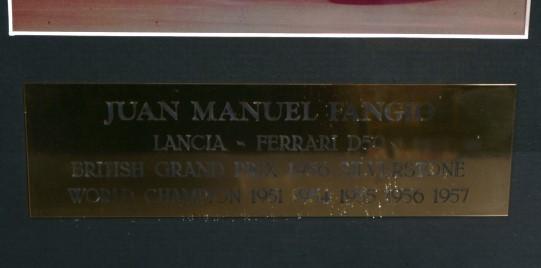 JUAN MANUEL FANGIO
LANCIA - FERRARI D50
BRITISH GRAND PRIX 1956 SILVERSTONE
WORLD CHAMPION 1951 1954 1955 1956 1957